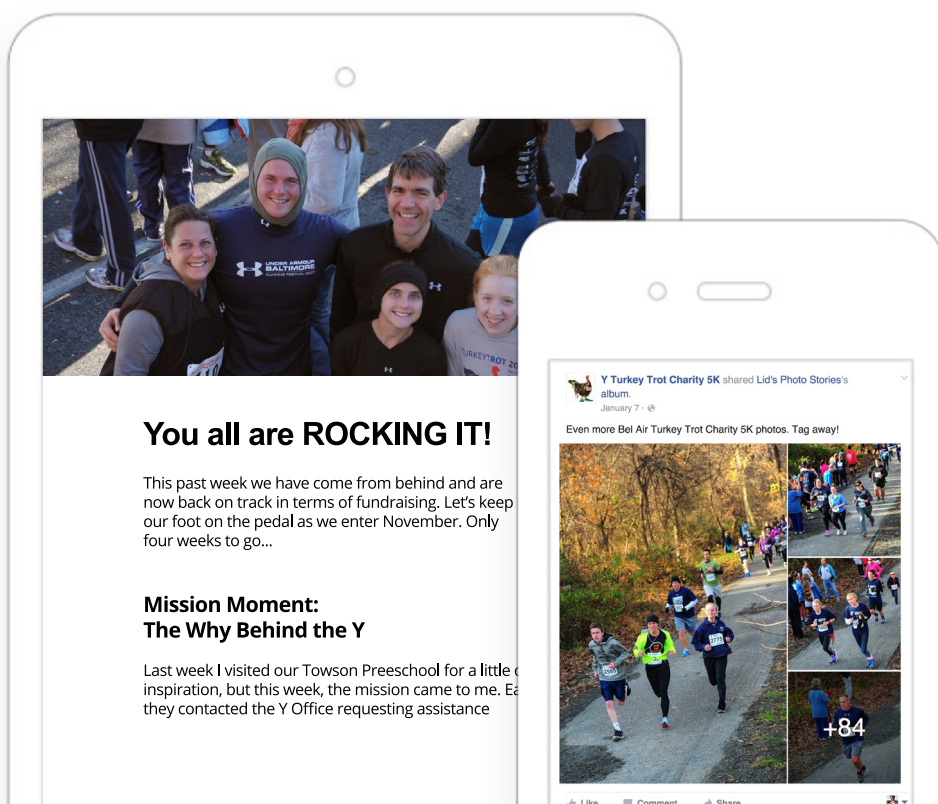 UNDER ARMOUR
BALTIMORE
RUNNING FESTIVAL
TURKEYTROT 20
You all are ROCKING IT!
This past week we have come from behind and are
now back on track in terms of fundraising. Let's keep
our foot on the pedal as we enter November. Only
four weeks to go...
Mission Moment:
The Why Behind the Y
Last week I visited our Towson Preeschool for a little
inspiration, but this week, the mission came to me. Ea
they contacted the Y Office requesting assistance
Y Turkey Trot Charity 5K shared Lid's Photo Stories's
album.
January 7 ·
Even more Bel Air Turkey Trot Charity 5K photos. Tag away!
+84
Like Comment Share